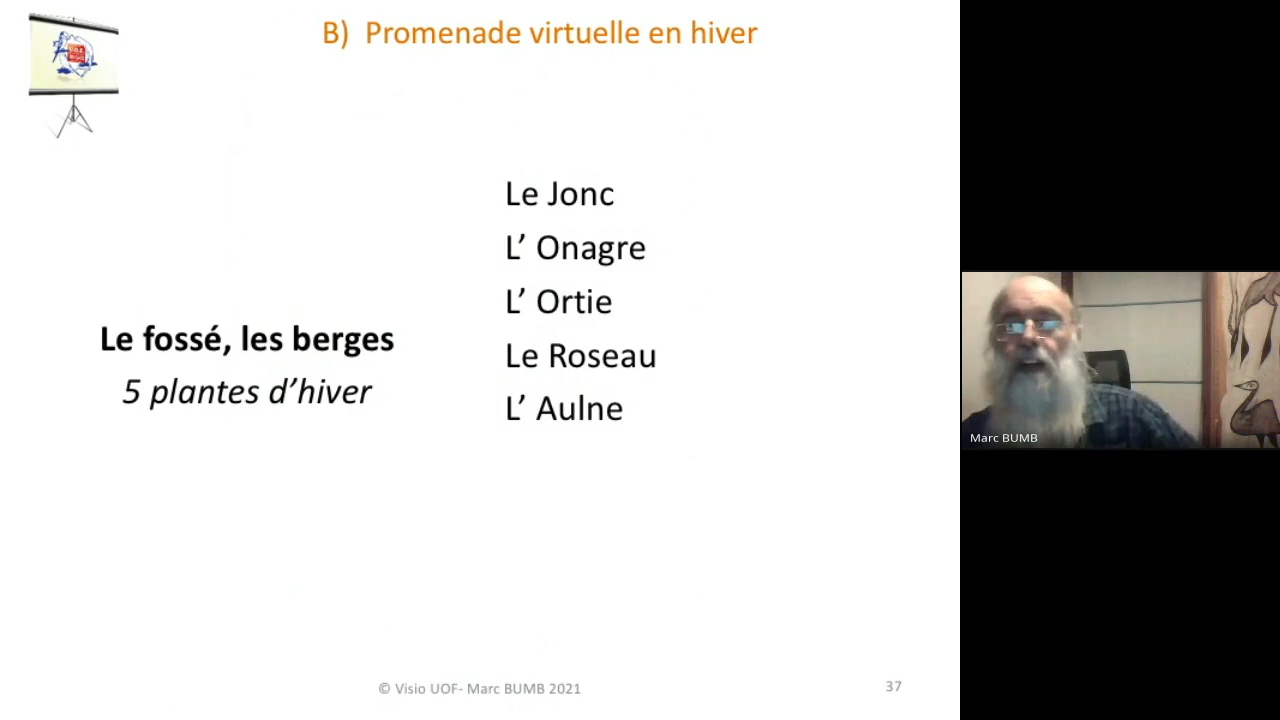 B) Promenade virtuelle en hiver
Le Jonc
L’ Onagre
L’ Ortie
Le fossé, les berges
Le Roseau
5 plantes d’hiver
L’ Aulne
Marc BUMB
© Visio UOF- Marc BUMB 2021
37